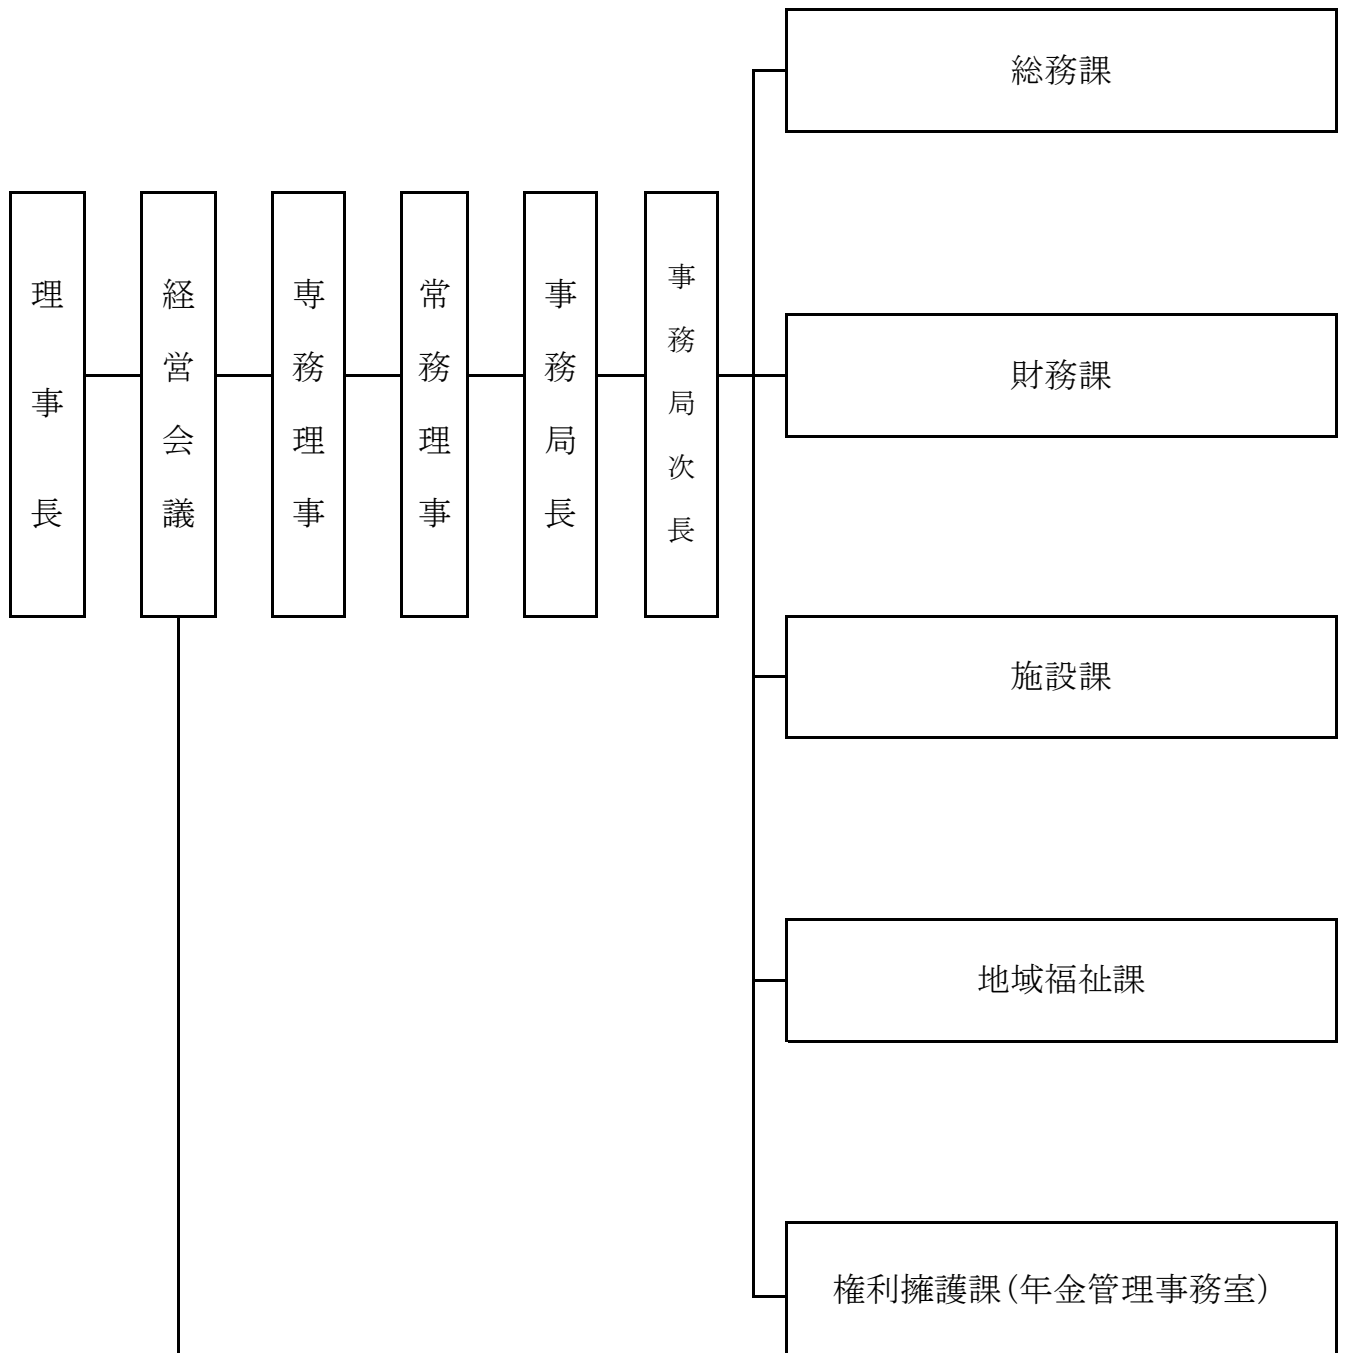 理事長
経営会議
専務理事
常務理事
事務局長
事務局次長
総務課
財務課
施設課
地域福祉課
権利擁護課(年金管理事務室)